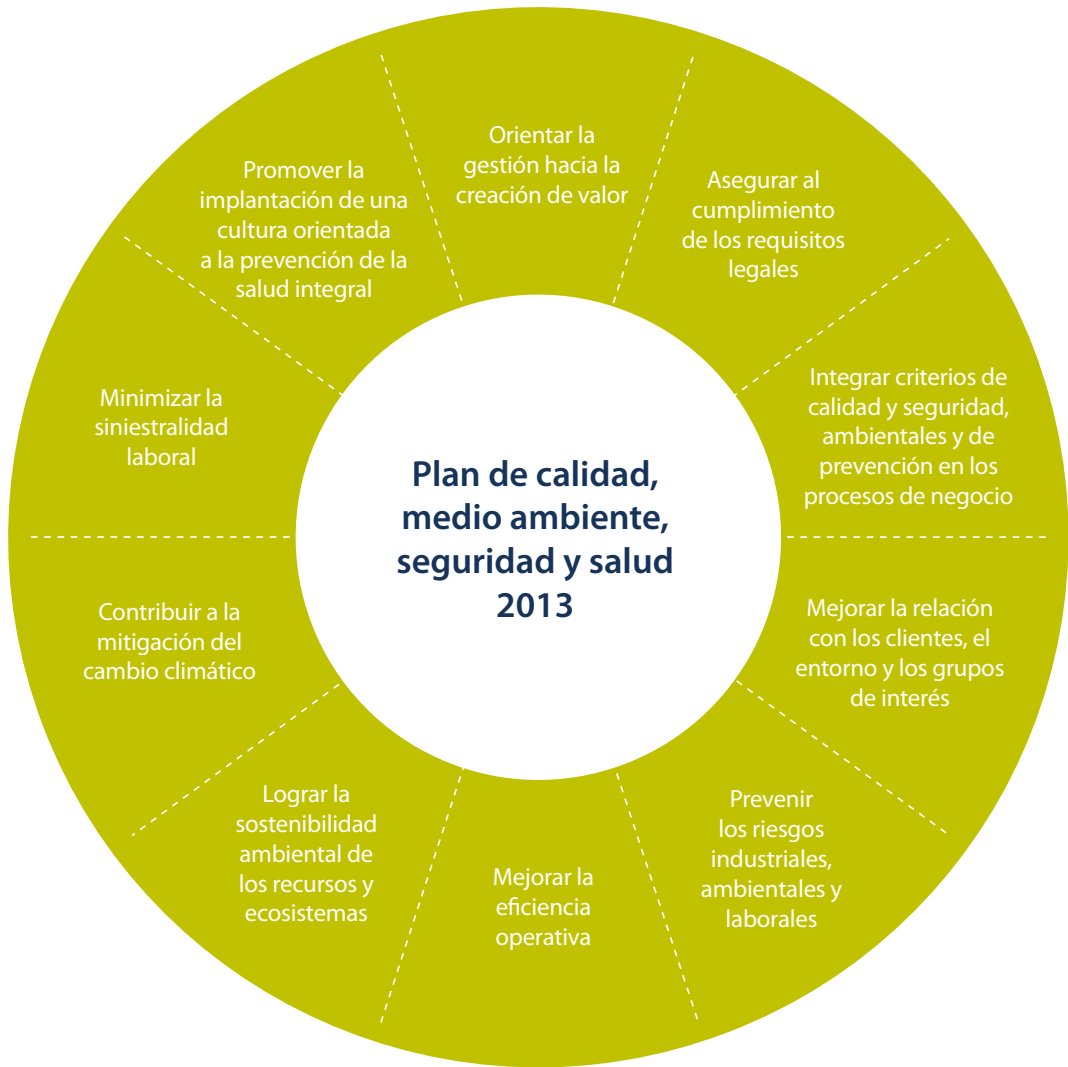 Orientar la
gestión hacia la
creación de valor
Asegurar al
cumplimiento
de los requisitos
legales
Integrar criterios de
calidad y seguridad,
ambientales y de
prevención en los
procesos de negocio
Mejorar la relación
con los clientes, el
entorno y los grupos
de interés
Prevenir
los riesgos
industriales,
ambientales y
laborales
Mejorar la
eficiencia
operativa
Lograr la
sostenibilidad
ambiental de
los recursos y
ecosistemas
Contribuir a la
mitigación del
cambio climático
Minimizar la
siniestralidad
laboral
Promover la
implantación de una
cultura orientada
a la prevención de la
salud integral
Plan de calidad,
medio ambiente,
seguridad y salud
2013